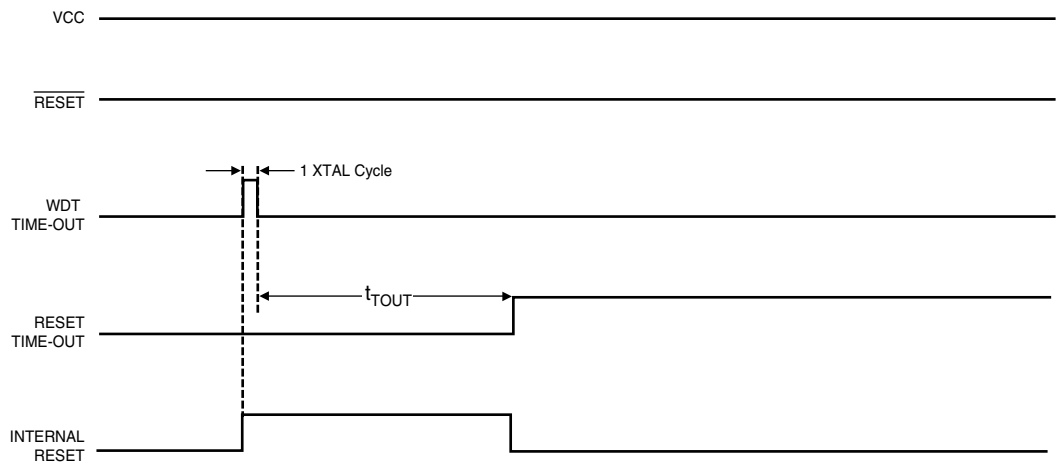 VCC
RESET
1 XTAL Cycle
WDT
TIME-OUT
tTOUT
RESET
TIME-OUT
INTERNAL
RESET